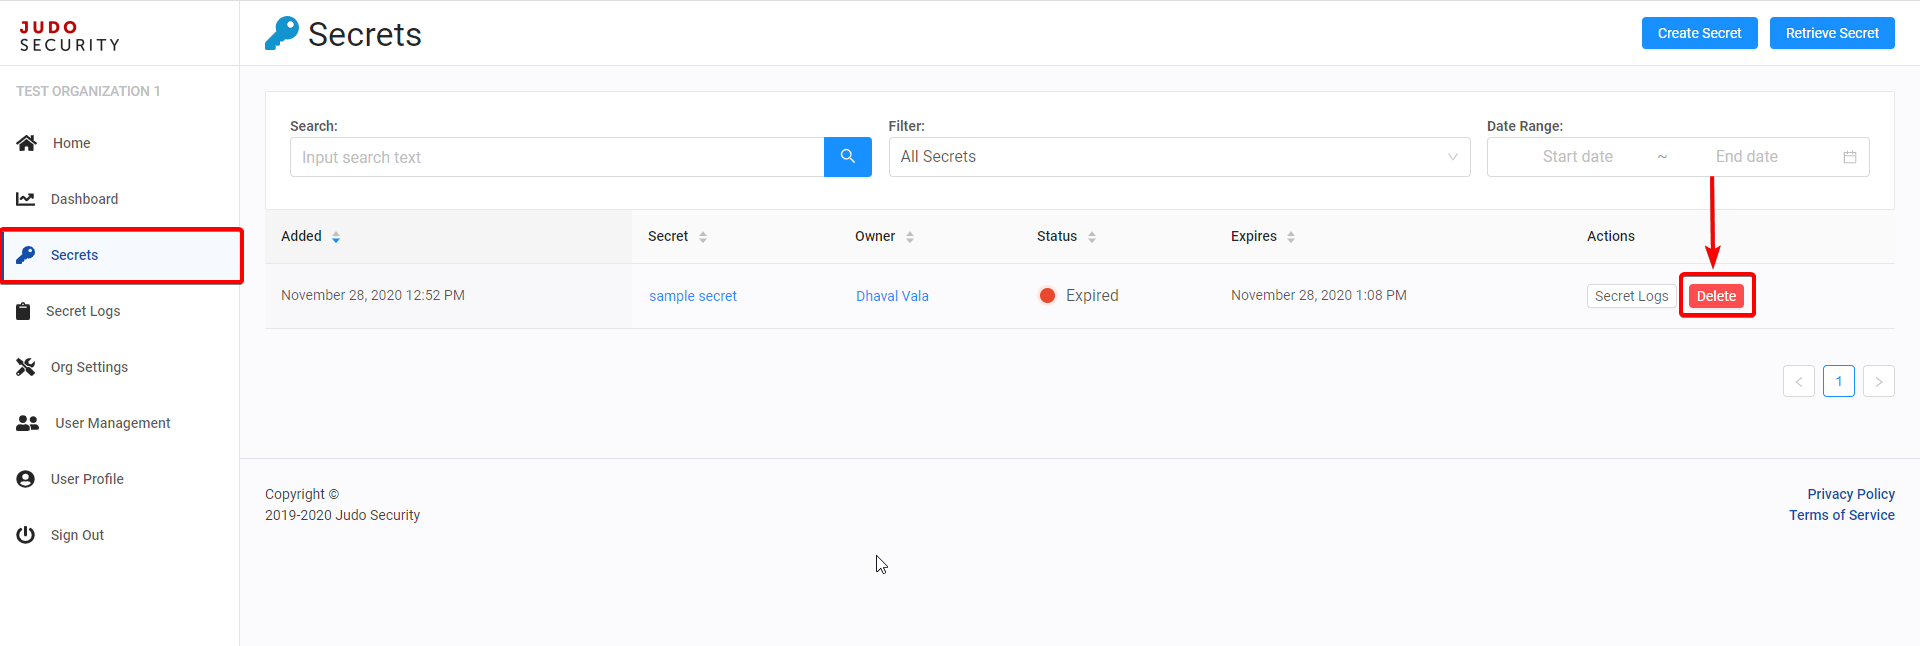 JUDO
SECURITY
Secrets
Create Secret
Retrieve Secret
TEST ORGANIZATION 1
Home
Dashboard
Secrets
Secret Logs
Org Settings
User Management
User Profile
Sign Out
Search:
Filter:
Date Range:
Input search text
All Secrets
Start date ~ End date
Added Secret Owner Status Expires Actions
November 28, 2020 12:52 PM sample secret Dhaval Vala Expired November 28, 2020 1:08 PM Secret Logs Delete
< 1 >
Copyright ©
2019-2020 Judo Security
Privacy Policy
Terms of Service